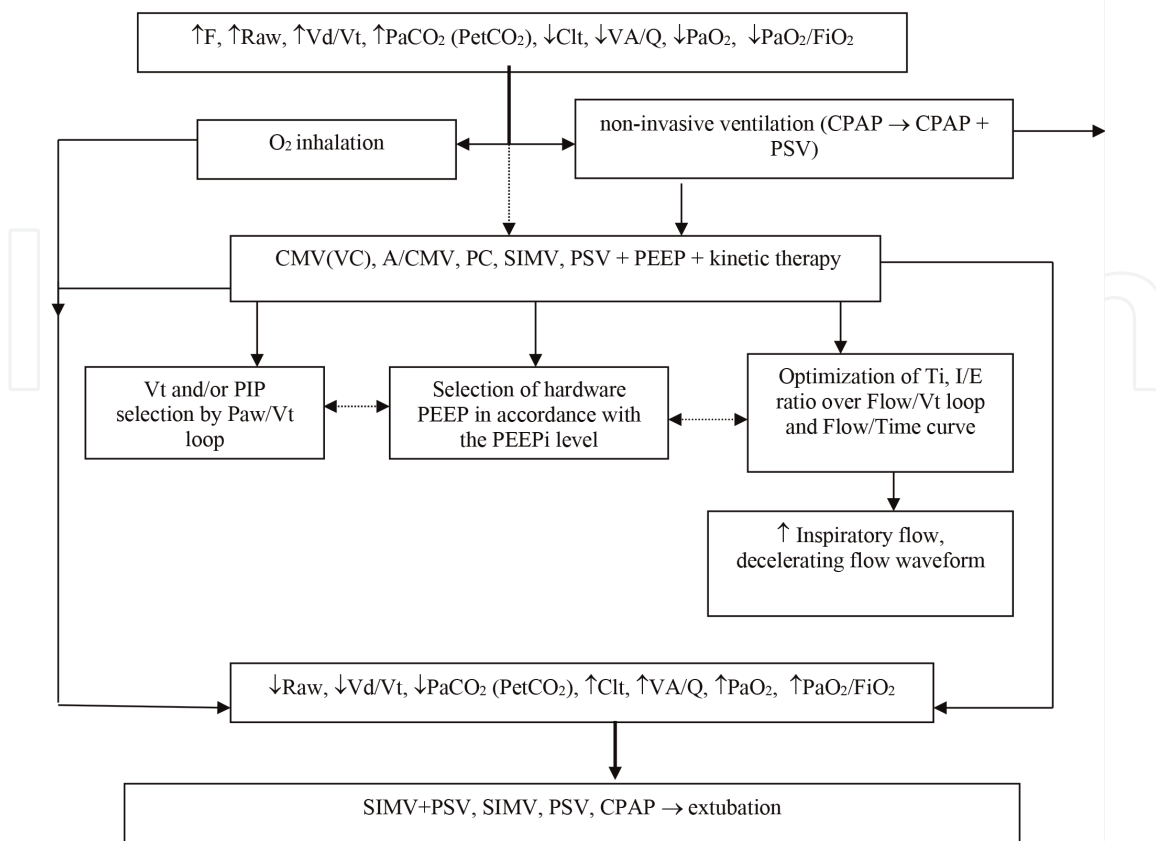 ↑F, ↑Raw, ↑Vd/Vt, ↑PaCO₂ (PetCO₂), ↓Clt, ↓VA/Q, ↓PaO₂, ↓PaO₂/FiO₂
O₂ inhalation
non-invasive ventilation (CPAP → CPAP +
PSV)
CMV(VC), A/CMV, PC, SIMV, PSV + PEEP + kinetic therapy
Vt and/or PIP
selection by Paw/Vt
loop
Selection of hardware
PEEP in accordance with
the PEEPi level
Optimization of Ti, I/E
ratio over Flow/Vt loop
and Flow/Time curve
↑ Inspiratory flow,
decelerating flow waveform
↓Raw, ↓Vd/Vt, ↓PaCO₂ (PetCO₂), ↑Clt, ↑VA/Q, ↑PaO₂, ↑PaO₂/FiO₂
SIMV+PSV, SIMV, PSV, CPAP → extubation